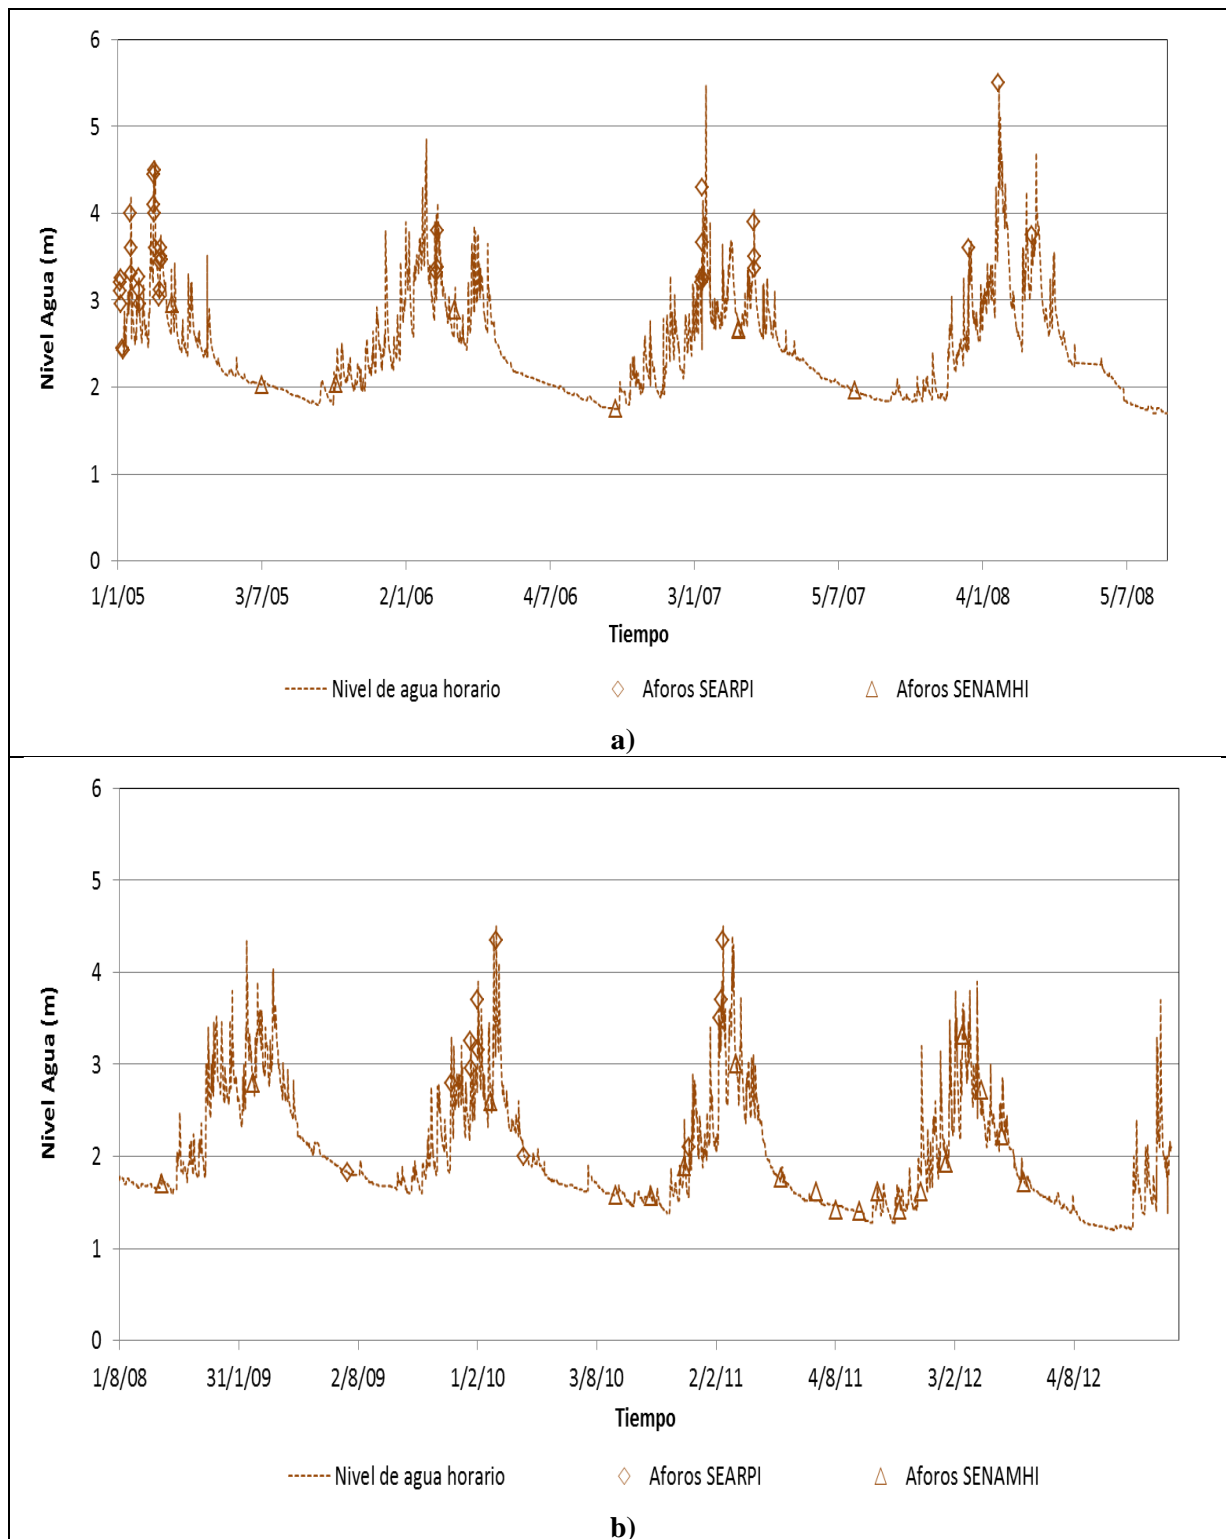 6
5
4
3
2
1
0
Nivel Agua (m)
1/1/05 3/7/05 2/1/06 4/7/06 3/1/07 5/7/07 4/1/08 5/7/08
Tiempo
Nivel de agua horario Aforos SEARPI Aforos SENAMHI
a)
6
5
4
3
2
1
0
Nivel Agua (m)
1/8/08 31/1/09 2/8/09 1/2/10 3/8/10 2/2/11 4/8/11 3/2/12 4/8/12
Tiempo
Nivel de agua horario Aforos SEARPI Aforos SENAMHI
b)